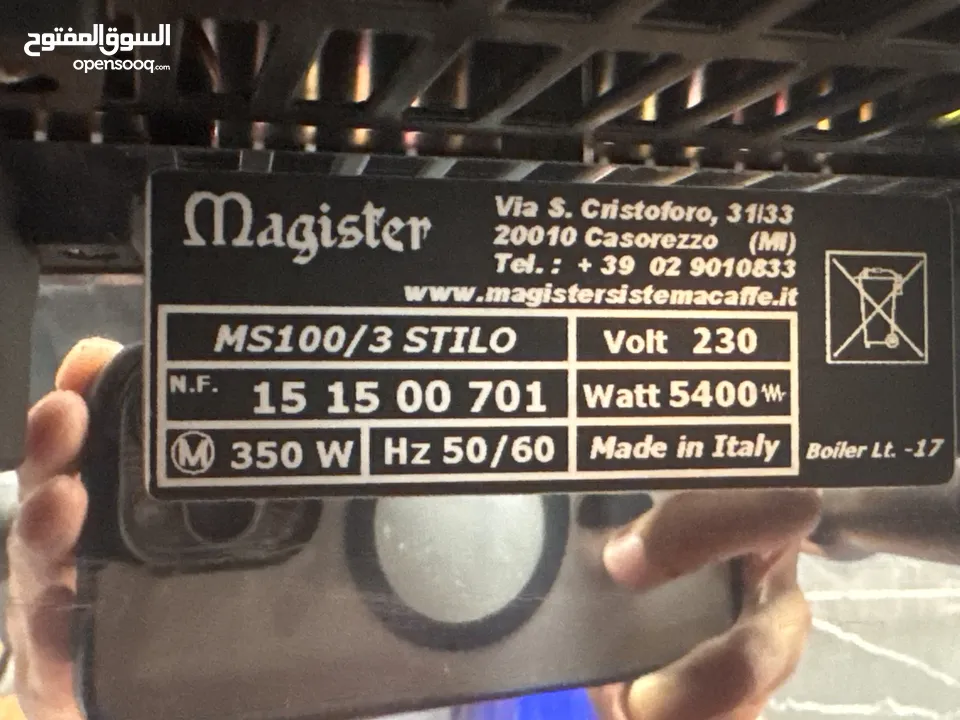 السوق المفتوح
opensooq.com
Magister
Via S. Cristoforo, 31/33
20010 Casorezzo (MI)
Tel. : + 39 02 9010833
www.magistersistemacaffe.it
MS100/3 STILO
Volt 230
N.F. 15 15 00 701
Watt 5400
M 350 W
Hz 50/60
Made in Italy
Boiler Lt. -17